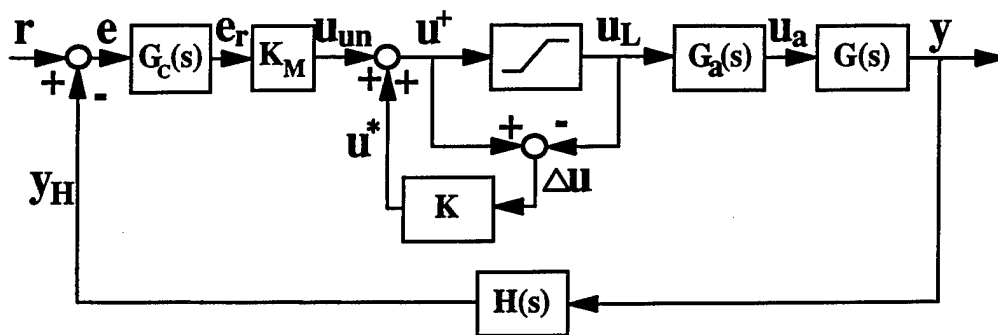 r e G_c(s) e_r K_M u_un u^+ u_L G_a(s) u_a G(s) y
+ - + + + -
u^* Δu
y_H K
H(s)